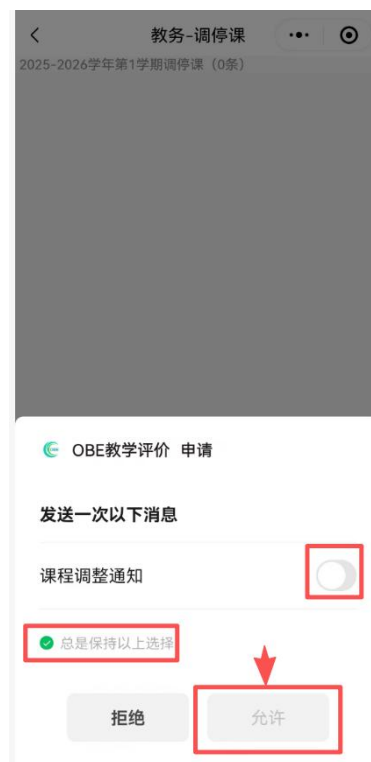 教务-调停课
2025-2026学年第1学期调停课（0条）
OBE教学评价 申请
发送一次以下消息
课程调整通知
总是保持以上选择
拒绝 允许